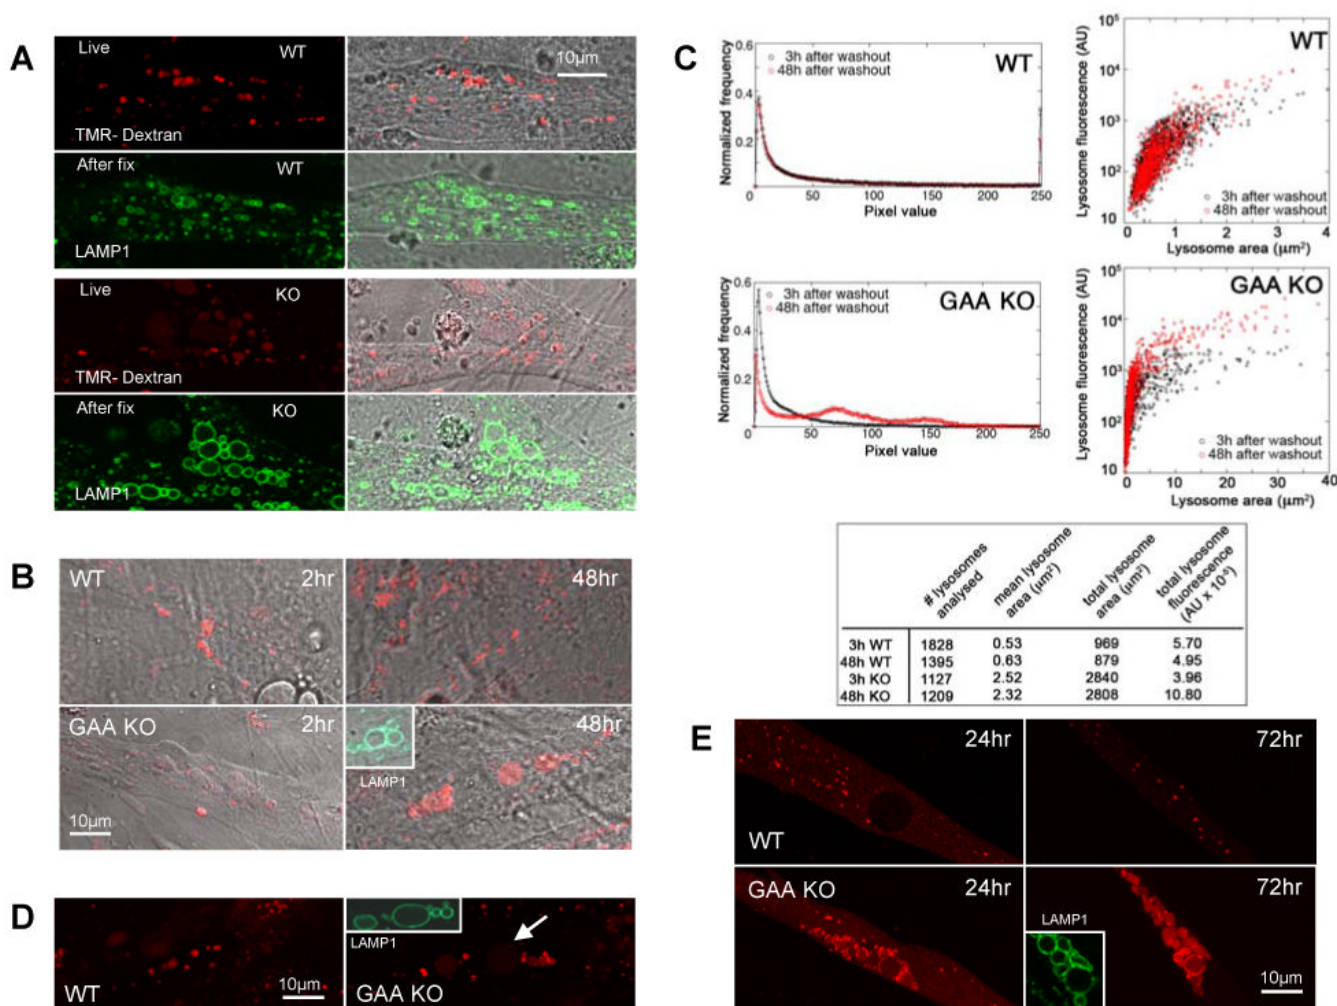 A
Live
WT
10µm
TMR- Dextran
After fix
WT
LAMP1
Live
KO
TMR- Dextran
After fix
KO
LAMP1
B
WT
2hr
48hr
GAA KO
2hr
48hr
LAMP1
10µm
C
Normalized frequency
0.6
0.4
0.2
3h after washout
48h after washout
WT
0
50
100
150
200
250
Pixel value
Lysosome fluorescence (AU)
10⁵
10⁴
10³
10²
10
WT
3h after washout
48h after washout
0
1
2
3
4
Lysosome area (µm²)
Normalized frequency
0.6
0.4
0.2
3h after washout
48h after washout
GAA KO
0
50
100
150
200
250
Pixel value
Lysosome fluorescence (AU)
10⁵
10⁴
10³
10²
10
GAA KO
3h after washout
48h after washout
0
10
20
30
40
Lysosome area (µm²)
# lysosomes analysed
mean lysosome area (µm²)
total lysosome area (µm²)
total lysosome fluorescence (AU x 10⁻⁵)
3h WT 1828 0.53 969 5.70
48h WT 1395 0.63 879 4.95
3h KO 1127 2.52 2840 3.96
48h KO 1209 2.32 2808 10.80
D
WT
10µm
LAMP1
GAA KO
E
24hr
WT
72hr
GAA KO
24hr
72hr
LAMP1
10µm